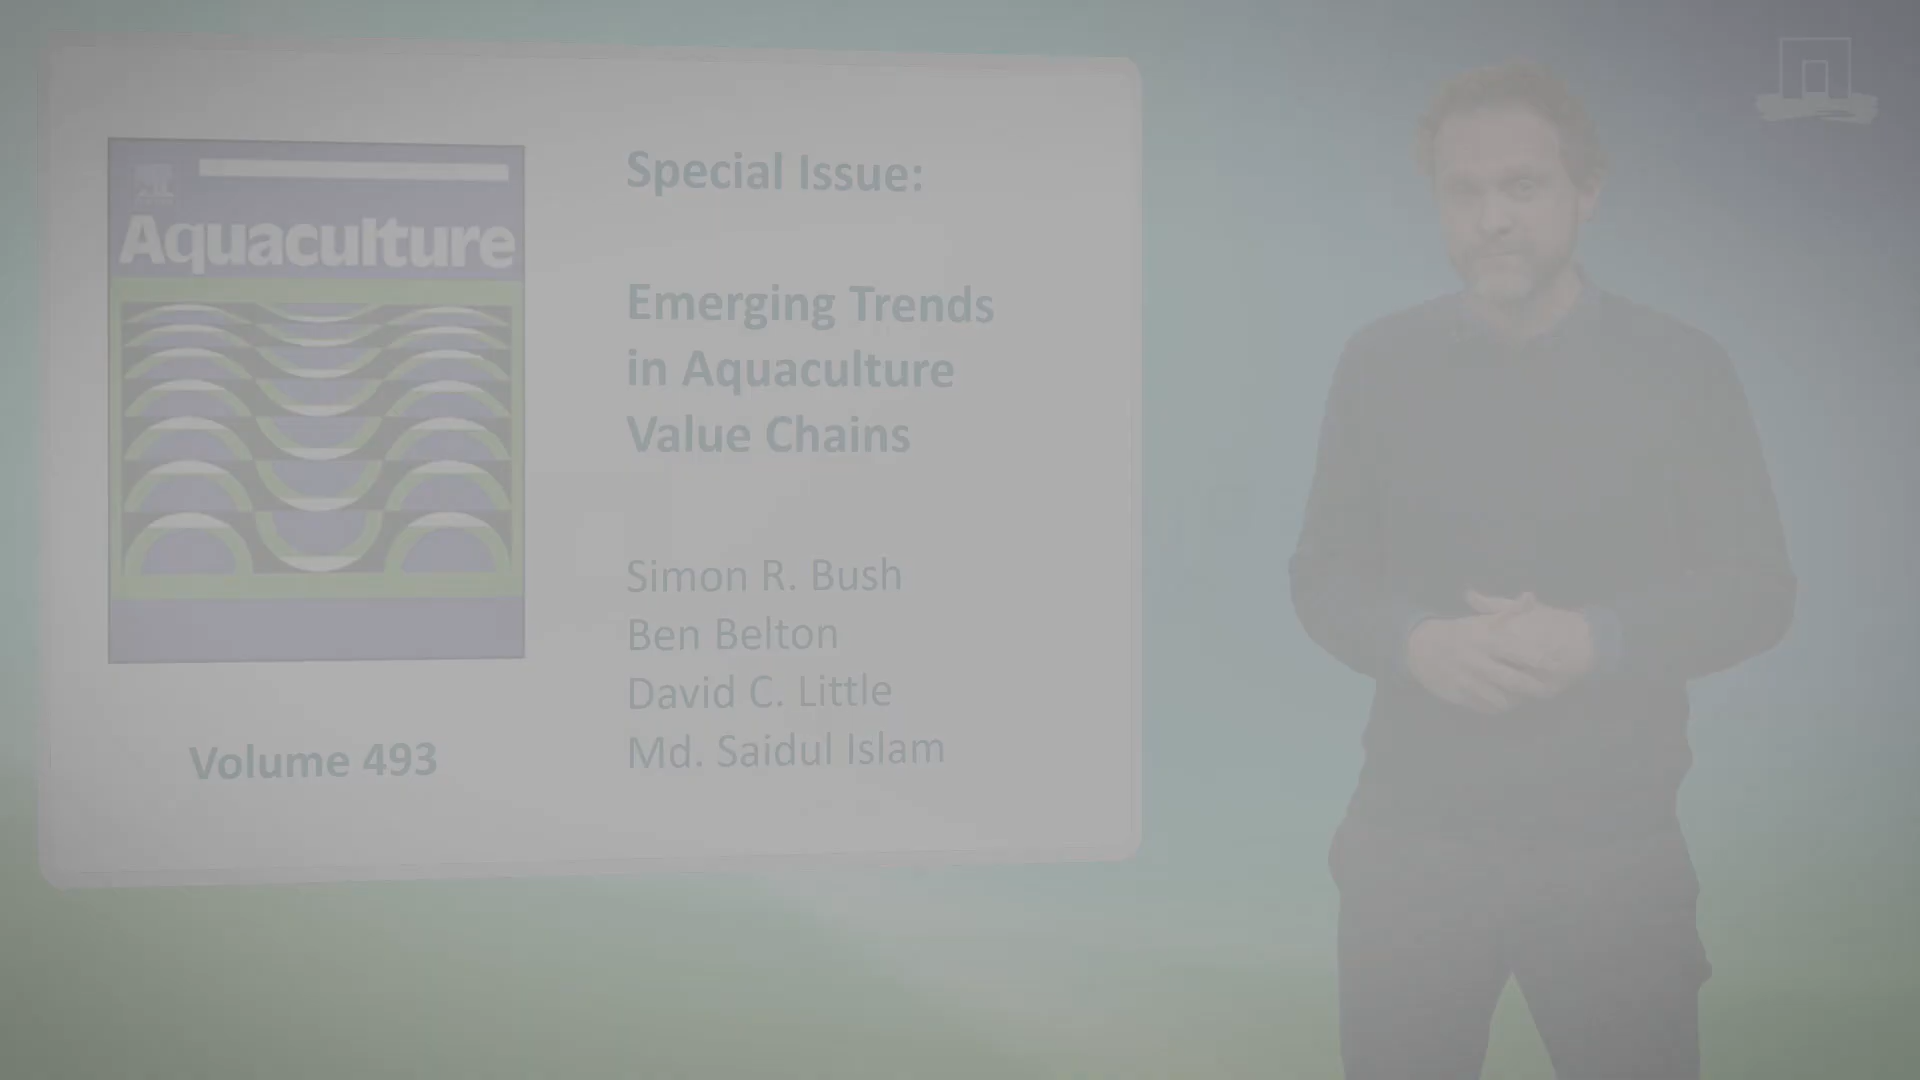 Aquaculture
Volume 493
Special Issue:
Emerging Trends
in Aquaculture
Value Chains
Simon R. Bush
Ben Belton
David C. Little
Md. Saidul Islam